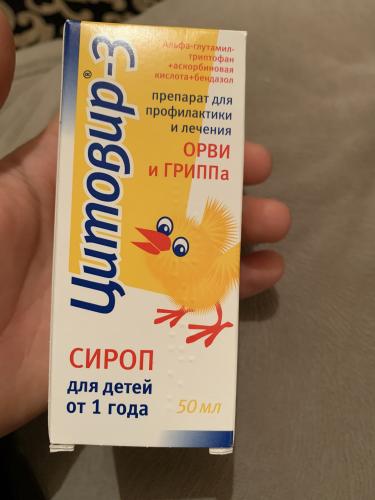 Цитовир®-3
Альфа-глутамил-
триптофан
+аскорбиновая
кислота+бендазол
препарат для
профилактики
и лечения
ОРВИ
и ГРИППа
СИРОП
для детей
от 1 года
50 мл